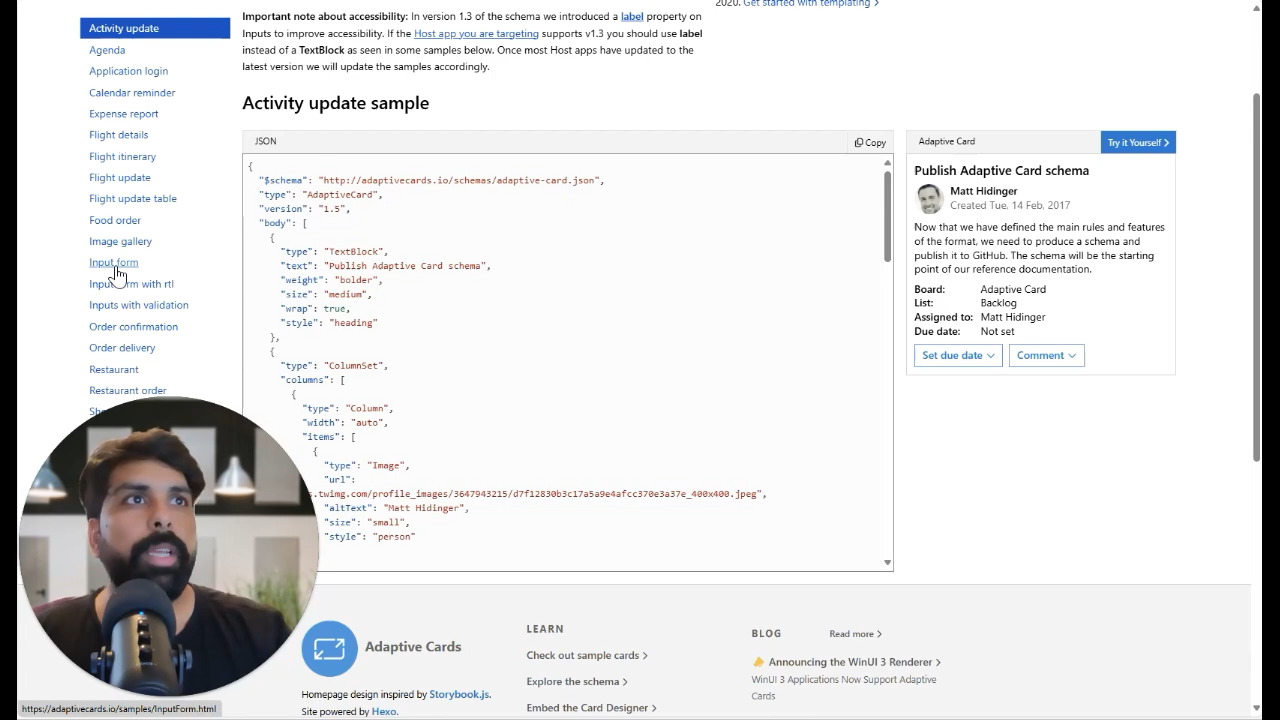 Activity update
Agenda
Application login
Calendar reminder
Expense report
Flight details
Flight itinerary
Flight update
Flight update table
Food order
Image gallery
Input form
Input form with rtl
Inputs with validation
Order confirmation
Order delivery
Restaurant
Restaurant order
Important note about accessibility: In version 1.3 of the schema we introduced a label property on
Inputs to improve accessibility. If the Host app you are targeting supports v1.3 you should use label
instead of a TextBlock as seen in some samples below. Once most Host apps have updated to the
latest version we will update the samples accordingly.
2020. Get started with templating >
Activity update sample
JSON
Copy
{
"$schema": "http://adaptivecards.io/schemas/adaptive-card.json",
"type": "AdaptiveCard",
"version": "1.5",
"body": [
{
"type": "TextBlock",
"text": "Publish Adaptive Card schema",
"weight": "bolder",
"size": "medium",
"wrap": true,
"style": "heading"
},
{
"type": "ColumnSet",
"columns": [
{
"type": "Column",
"width": "auto",
"items": [
{
"type": "Image",
"url":
s.twimg.com/profile_images/3647943215/d7f12830b3c17a5a9e4afcc370e3a37e_400x400.jpeg",
"altText": "Matt Hidinger",
"size": "small",
"style": "person"
Adaptive Card
Try it Yourself >
Publish Adaptive Card schema
Matt Hidinger
Created Tue, 14 Feb, 2017
Now that we have defined the main rules and features
of the format, we need to produce a schema and
publish it to GitHub. The schema will be the starting
point of our reference documentation.
Board: Adaptive Card
List: Backlog
Assigned to: Matt Hidinger
Due date: Not set
Set due date
Comment
Adaptive Cards
Homepage design inspired by Storybook.js.
Site powered by Hexo.
LEARN
Check out sample cards >
Explore the schema >
Embed the Card Designer >
BLOG
Read more >
Announcing the WinUI 3 Renderer >
WinUI 3 Applications Now Support Adaptive
Cards
https://adaptivecards.io/samples/InputForm.html